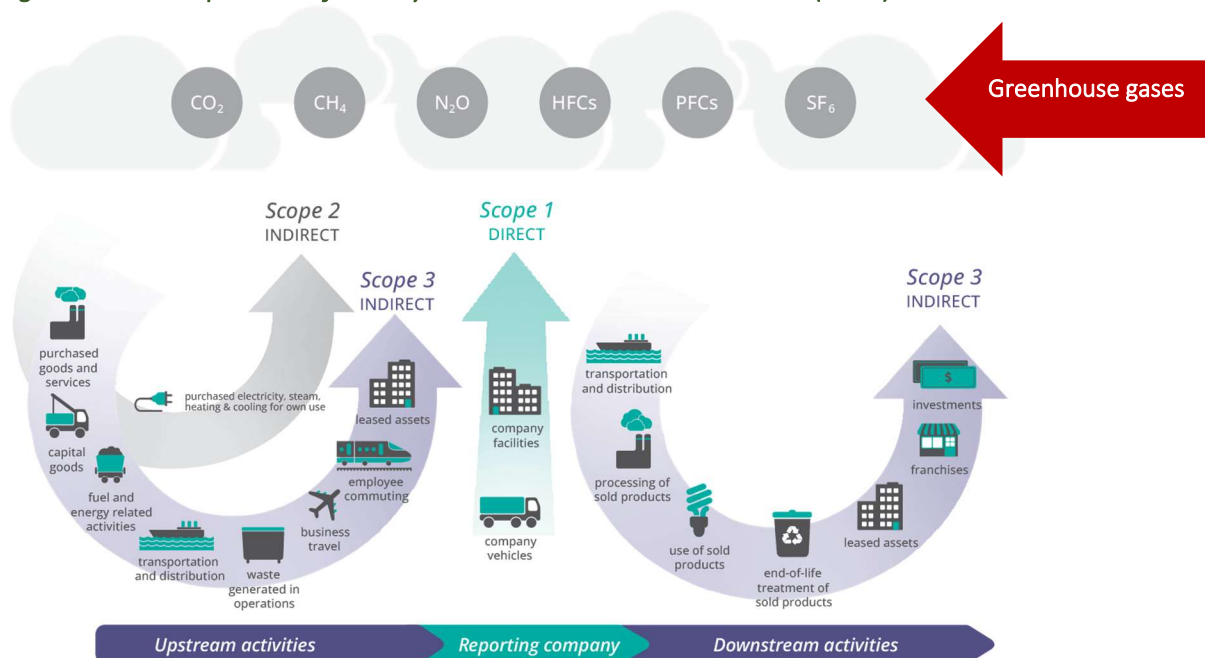 CO₂
CH₄
N₂O
HFCs
PFCs
SF₆
Greenhouse gases
Scope 2
INDIRECT
Scope 1
DIRECT
Scope 3
INDIRECT
Scope 3
INDIRECT
purchased
goods and
services
capital
goods
fuel and
energy related
activities
transportation
and distribution
waste
generated in
operations
business
travel
employee
commuting
leased assets
purchased electricity, steam,
heating & cooling for own use
company
facilities
company
vehicles
transportation
and distribution
processing of
sold products
use of sold
products
end-of-life
treatment of
sold products
leased assets
franchises
investments
$
Upstream activities
Reporting company
Downstream activities